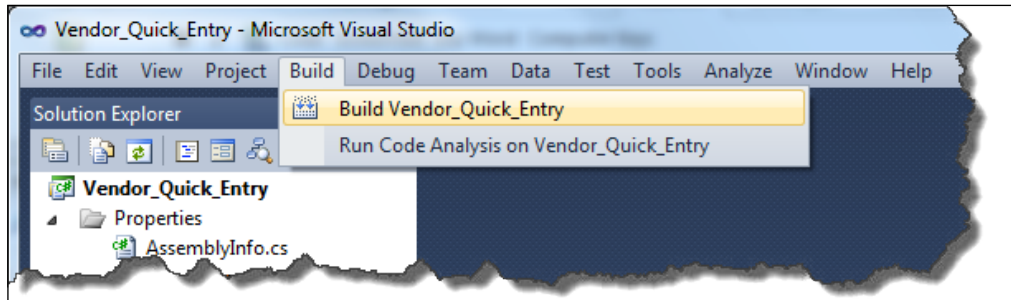 Vendor_Quick_Entry - Microsoft Visual Studio
File Edit View Project Build Debug Team Data Test Tools Analyze Window Help
Solution Explorer
Build Vendor_Quick_Entry
Run Code Analysis on Vendor_Quick_Entry
Vendor_Quick_Entry
Properties
AssemblyInfo.cs